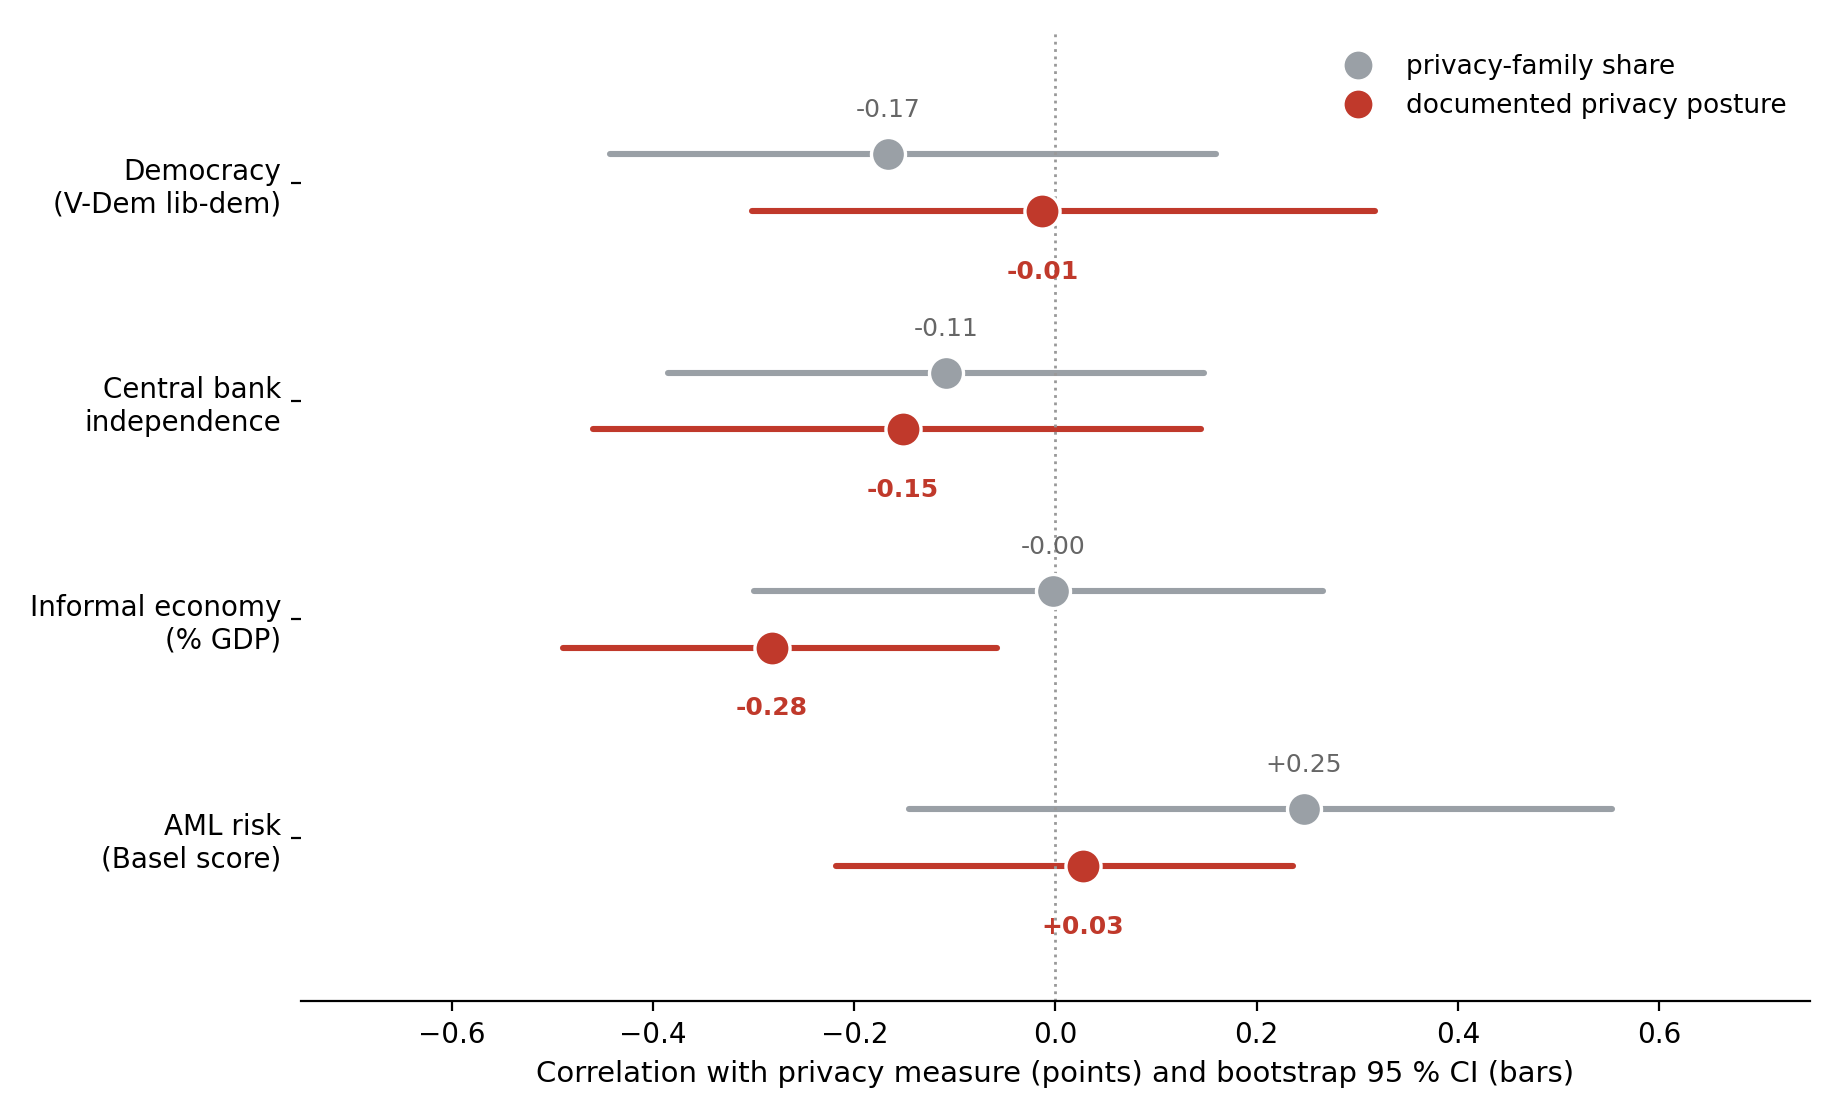 privacy-family share
documented privacy posture
-0.17
Democracy
(V-Dem lib-dem)
-0.01
-0.11
Central bank
independence
-0.15
-0.00
Informal economy
(% GDP)
-0.28
+0.25
AML risk
(Basel score)
+0.03
−0.6 −0.4 −0.2 0.0 0.2 0.4 0.6
Correlation with privacy measure (points) and bootstrap 95 % CI (bars)